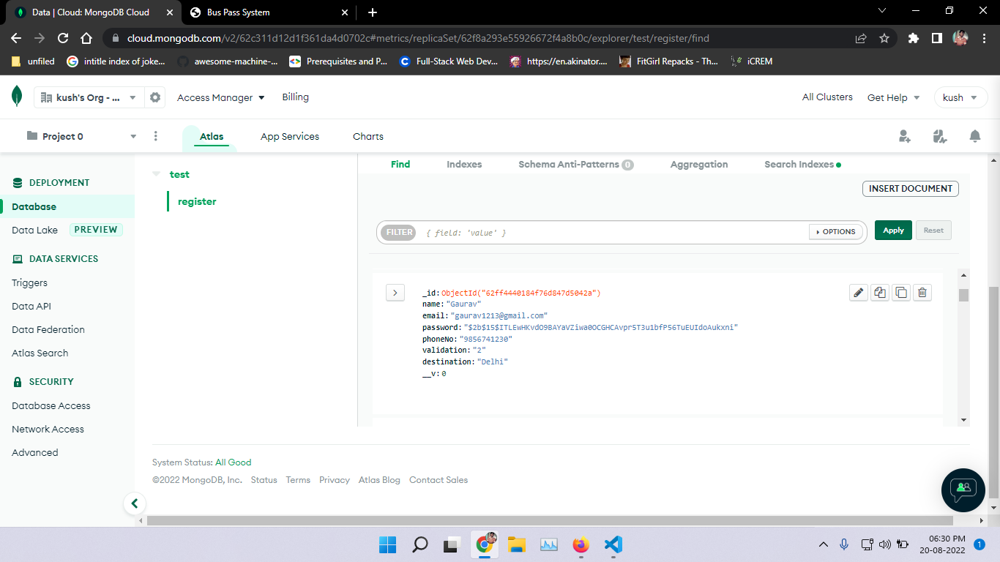 Data | Cloud: MongoDB Cloud
Bus Pass System
cloud.mongodb.com/v2/62c311d12d1f361da4d0702c#metrics/replicaSet/62f8a293e55926672f4a8b0c/explorer/test/register/find
unfiled
intitle index of joke...
awesome-machine-...
Prerequisites and P...
Full-Stack Web Dev...
https://en.akinator....
FitGirl Repacks - Th...
iCREM
kush's Org - ...
Access Manager
Billing
All Clusters
Get Help
kush
Project 0
Atlas
App Services
Charts
DEPLOYMENT
Database
Data Lake PREVIEW
DATA SERVICES
Triggers
Data API
Data Federation
Atlas Search
SECURITY
Database Access
Network Access
Advanced
test
register
Find
Indexes
Schema Anti-Patterns 0
Aggregation
Search Indexes
INSERT DOCUMENT
FILTER { field: 'value' }
OPTIONS
Apply
Reset
_id: ObjectId("62ff4440184f76d847d5042a")
name: "Gaurav"
email: "gaurav1213@gmail.com"
password: "$2b$15$ITLEwHKvdO9BAYaVZiwa0OCGHCAvpr5T3u1bfP56TuEUIdoAukxni"
phoneNo: "9856741230"
validation: "2"
destination: "Delhi"
__v: 0
System Status: All Good
©2022 MongoDB, Inc. Status Terms Privacy Atlas Blog Contact Sales
06:30 PM
20-08-2022
1